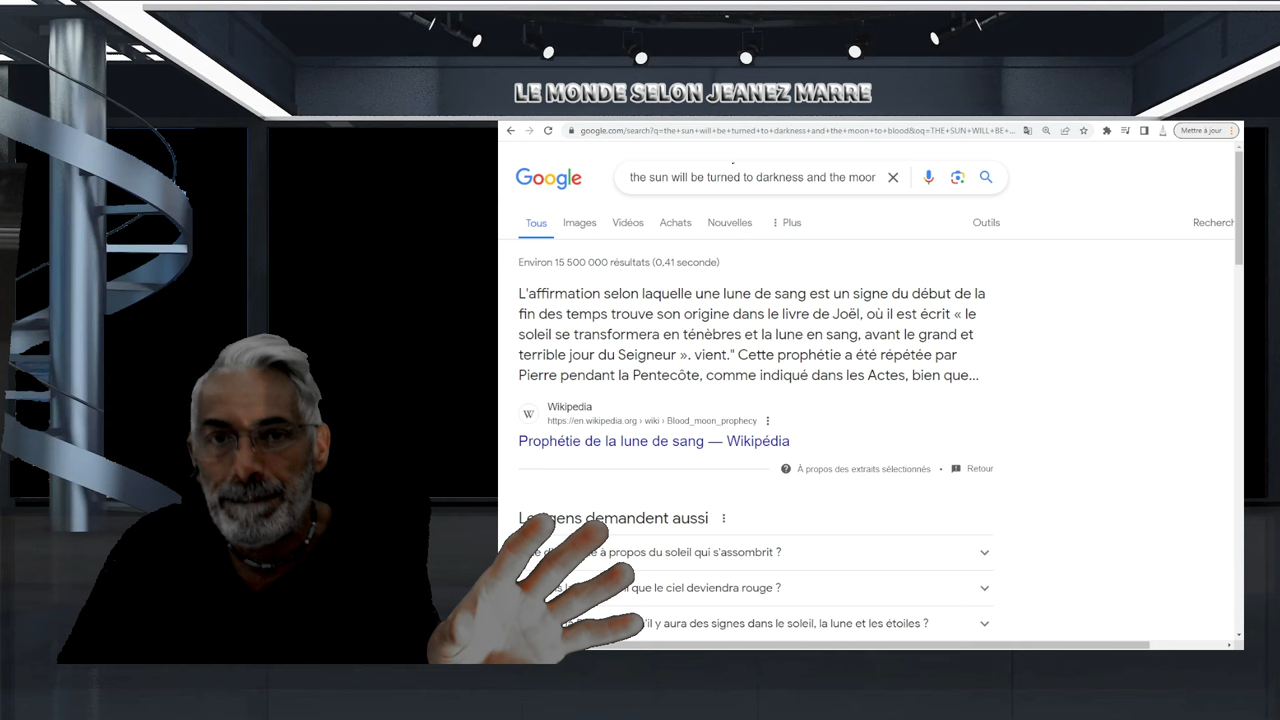 LE MONDE SELON JEANEZ MARRE
google.com/search?q=the+sun+will+be+turned+to+darkness+and+the+moon+to+blood&oq=THE+SUN+WILL+BE+...
Mettre à jour
Google
the sun will be turned to darkness and the moor
Tous Images Vidéos Achats Nouvelles Plus Outils Recherch
Environ 15 500 000 résultats (0,41 seconde)
L'affirmation selon laquelle une lune de sang est un signe du début de la
fin des temps trouve son origine dans le livre de Joël, où il est écrit « le
soleil se transformera en ténèbres et la lune en sang, avant le grand et
terrible jour du Seigneur ». vient." Cette prophétie a été répétée par
Pierre pendant la Pentecôte, comme indiqué dans les Actes, bien que...
W
Wikipedia
https://en.wikipedia.org › wiki › Blood_moon_prophecy
Prophétie de la lune de sang — Wikipédia
À propos des extraits sélectionnés • Retour
gens demandent aussi
à propos du soleil qui s'assombrit ?
que le ciel deviendra rouge ?
'il y aura des signes dans le soleil, la lune et les étoiles ?